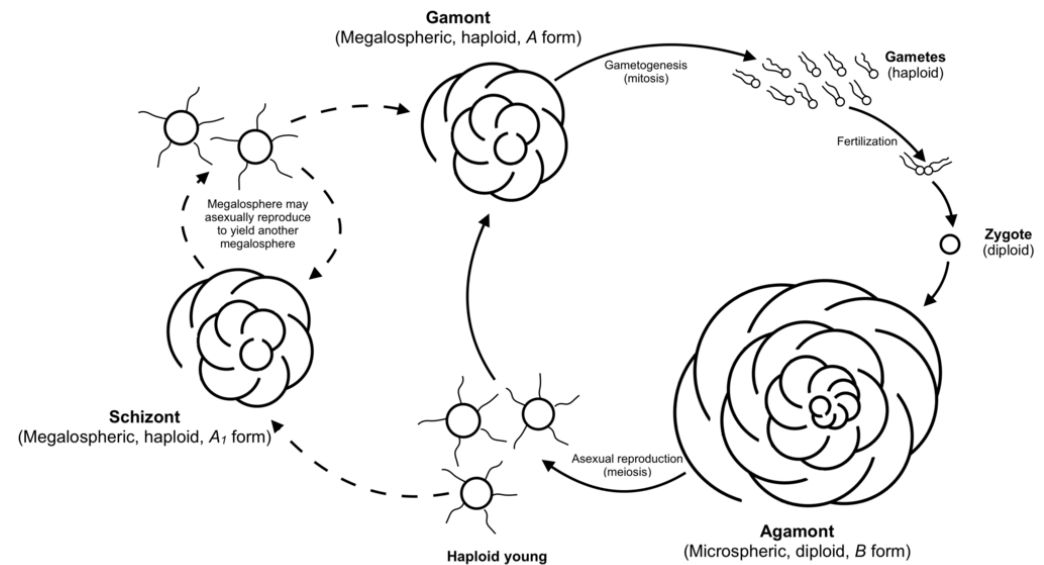 Gamont
(Megalospheric, haploid, A form)
Gametogenesis
(mitosis)
Gametes
(haploid)
Fertilization
Zygote
(diploid)
Megalosphere may
asexually reproduce
to yield another
megalosphere
Schizont
(Megalospheric, haploid, A₁ form)
Asexual reproduction
(meiosis)
Haploid young
Agamont
(Microspheric, diploid, B form)